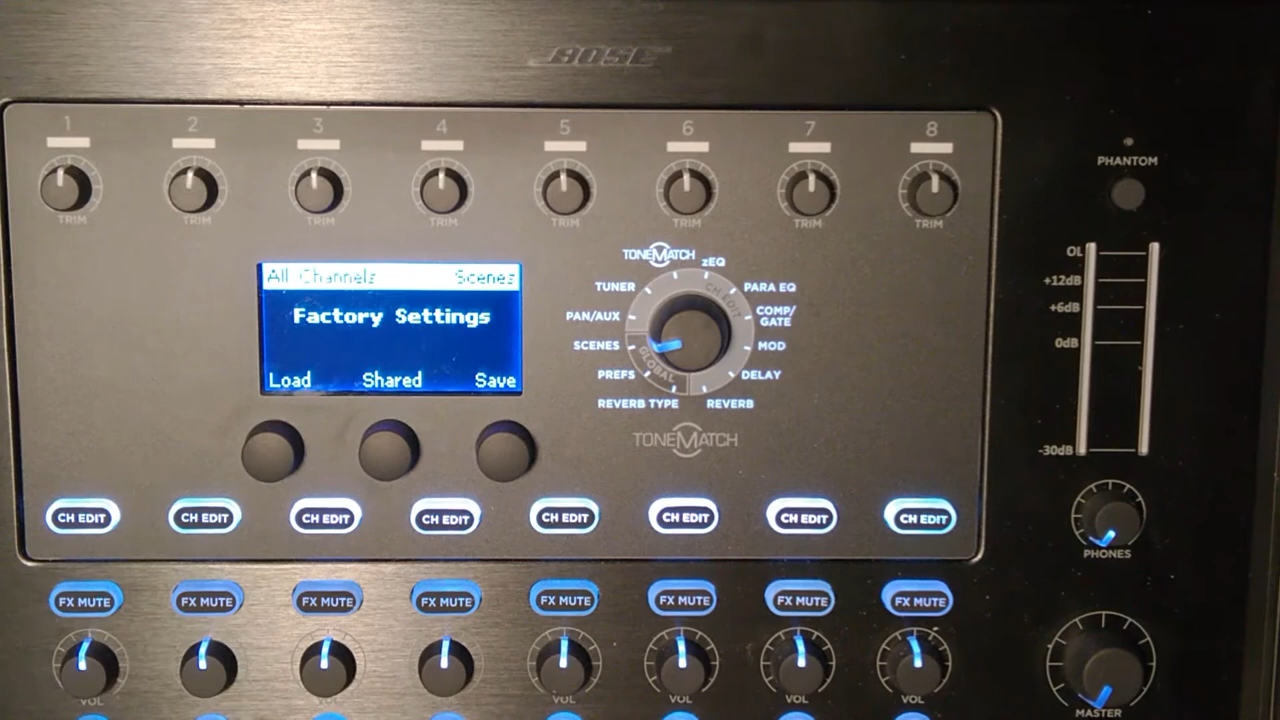 BOSE
1 2 3 4 5 6 7 8
PHANTOM
TRIM TRIM TRIM TRIM TRIM TRIM TRIM TRIM
All Channels Scenes
Factory Settings
Load Shared Save
TONEMATCH
zEQ
TUNER
PARA EQ
PAN/AUX
COMP/
GATE
SCENES
MOD
PREFS
DELAY
REVERB TYPE
REVERB
CH EDIT
GLOBAL
TONEMATCH
OL
+12dB
+6dB
0dB
-30dB
CH EDIT CH EDIT CH EDIT CH EDIT CH EDIT CH EDIT CH EDIT CH EDIT
PHONES
FX MUTE FX MUTE FX MUTE FX MUTE FX MUTE FX MUTE FX MUTE FX MUTE
VOL VOL VOL VOL VOL VOL VOL VOL
MASTER